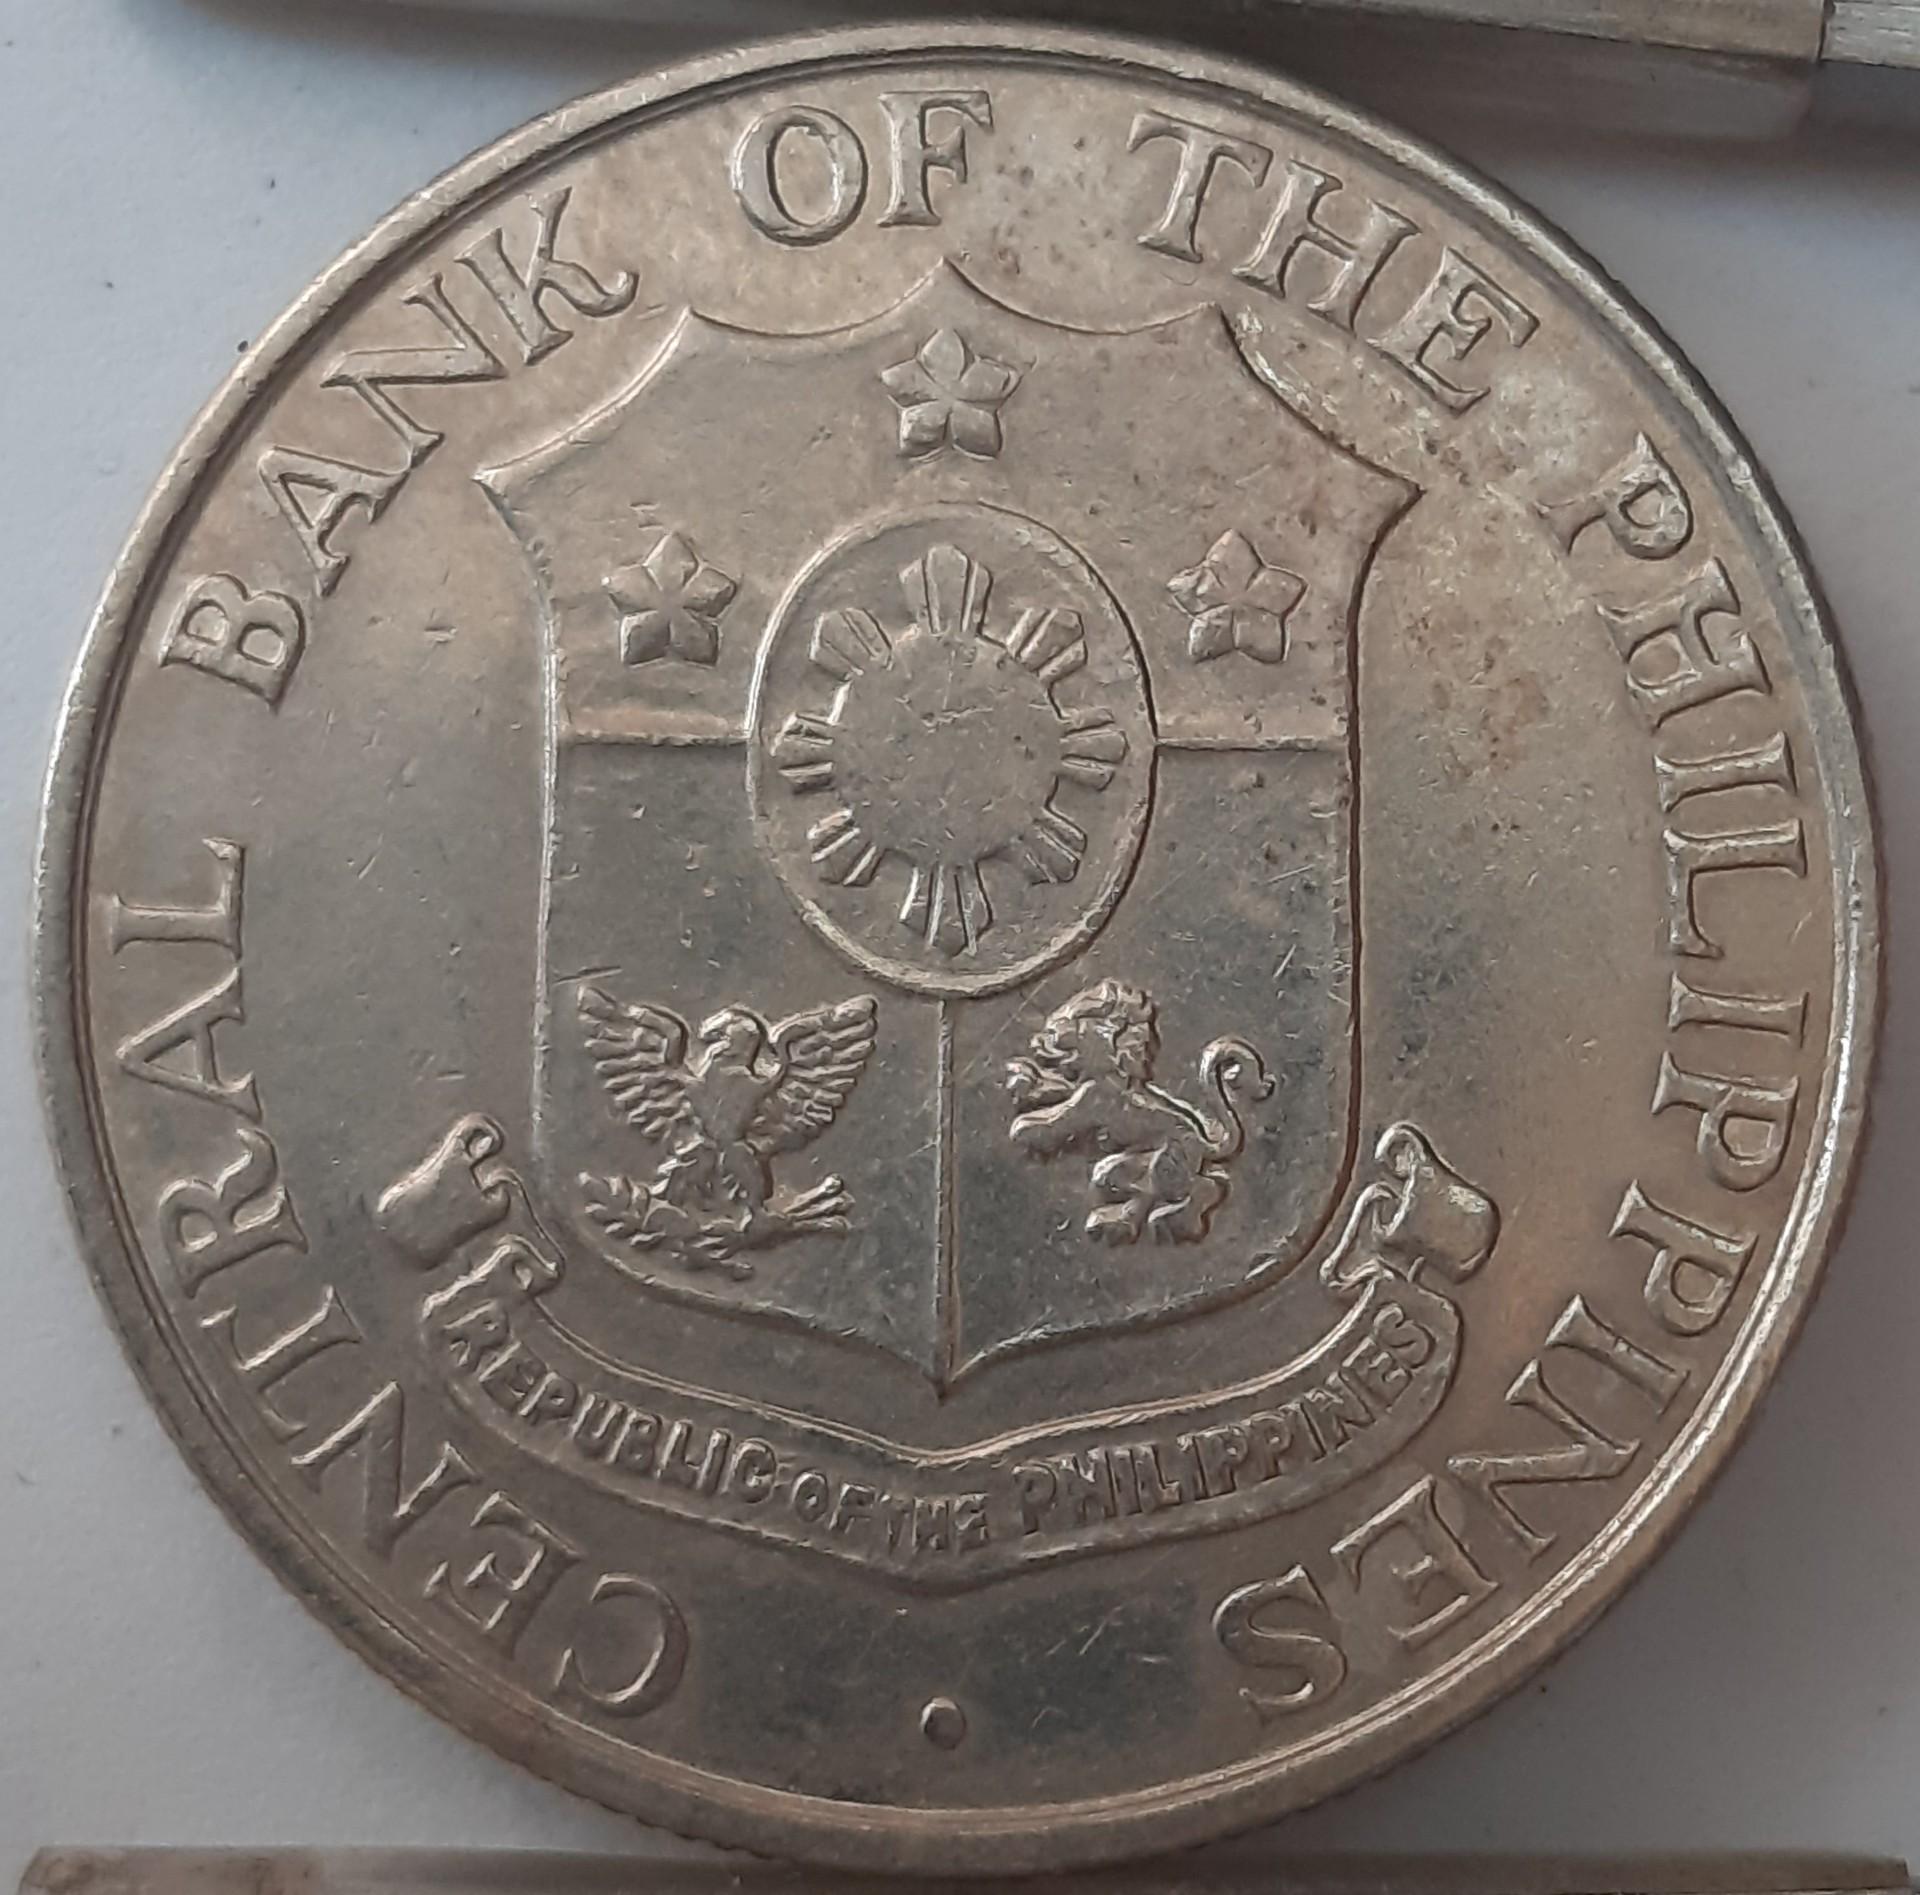 CENTRAL BANK OF THE PHILIPPINES
REPUBLIC OF THE PHILIPPINES